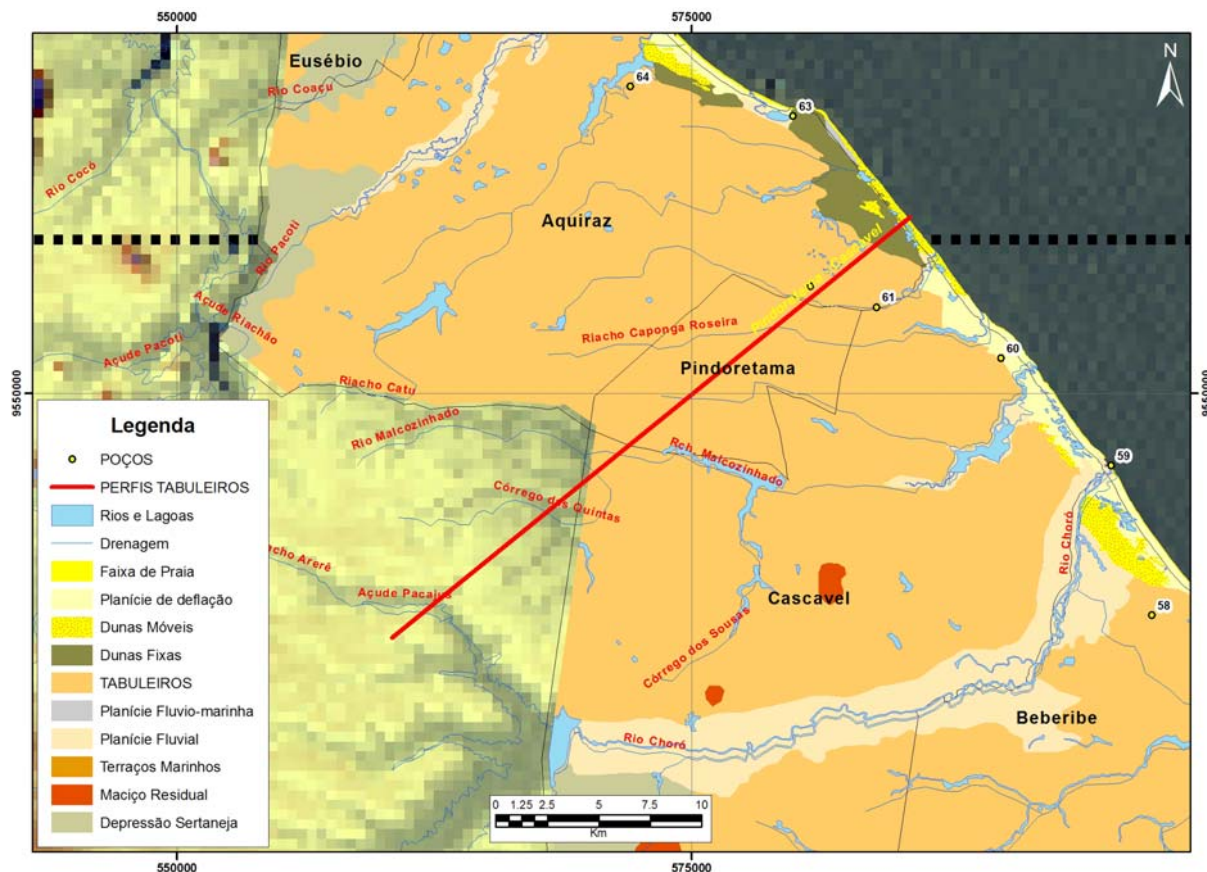 550000
575000
Eusébio
N
64
Rio Coaçu
63
Rio Cocó
Aquiraz
Rio Pacoti
61
Açude Riachão
Riacho Caponga Roseira
Açude Pacoti
60
Pindoretama
9550000
9550000
Riacho Catu
Legenda
Rio Malcozinhado
POÇOS
Rch. Malcozinhado
59
PERFIS TABULEIROS
Córrego dos Quintas
Rios e Lagoas
Drenagem
Rio Choró
acho Arerê
Faixa de Praia
Açude Pacajus
Planície de deflação
Cascavel
58
Dunas Móveis
Dunas Fixas
Córrego dos Sousas
TABULEIROS
Planície Fluvio-marinha
Beberibe
Planície Fluvial
Rio Choró
Terraços Marinhos
Maciço Residual
0 1.25 2.5 5 7.5 10
Depressão Sertaneja
Km
550000
575000